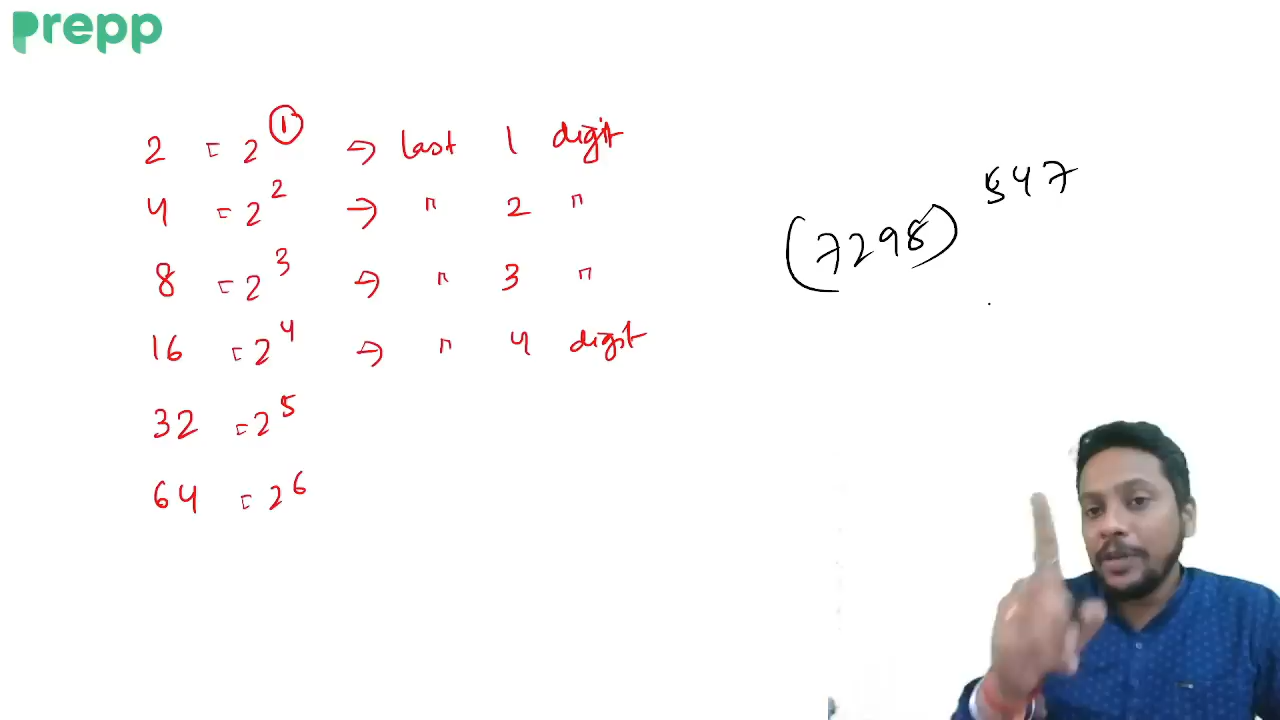 prepp
2 = 2^1 → last 1 digit
4 = 2^2 → " 2 "
8 = 2^3 → " 3 "
16 = 2^4 → " 4 digit
32 = 2^5
64 = 2^6
(7298)^547